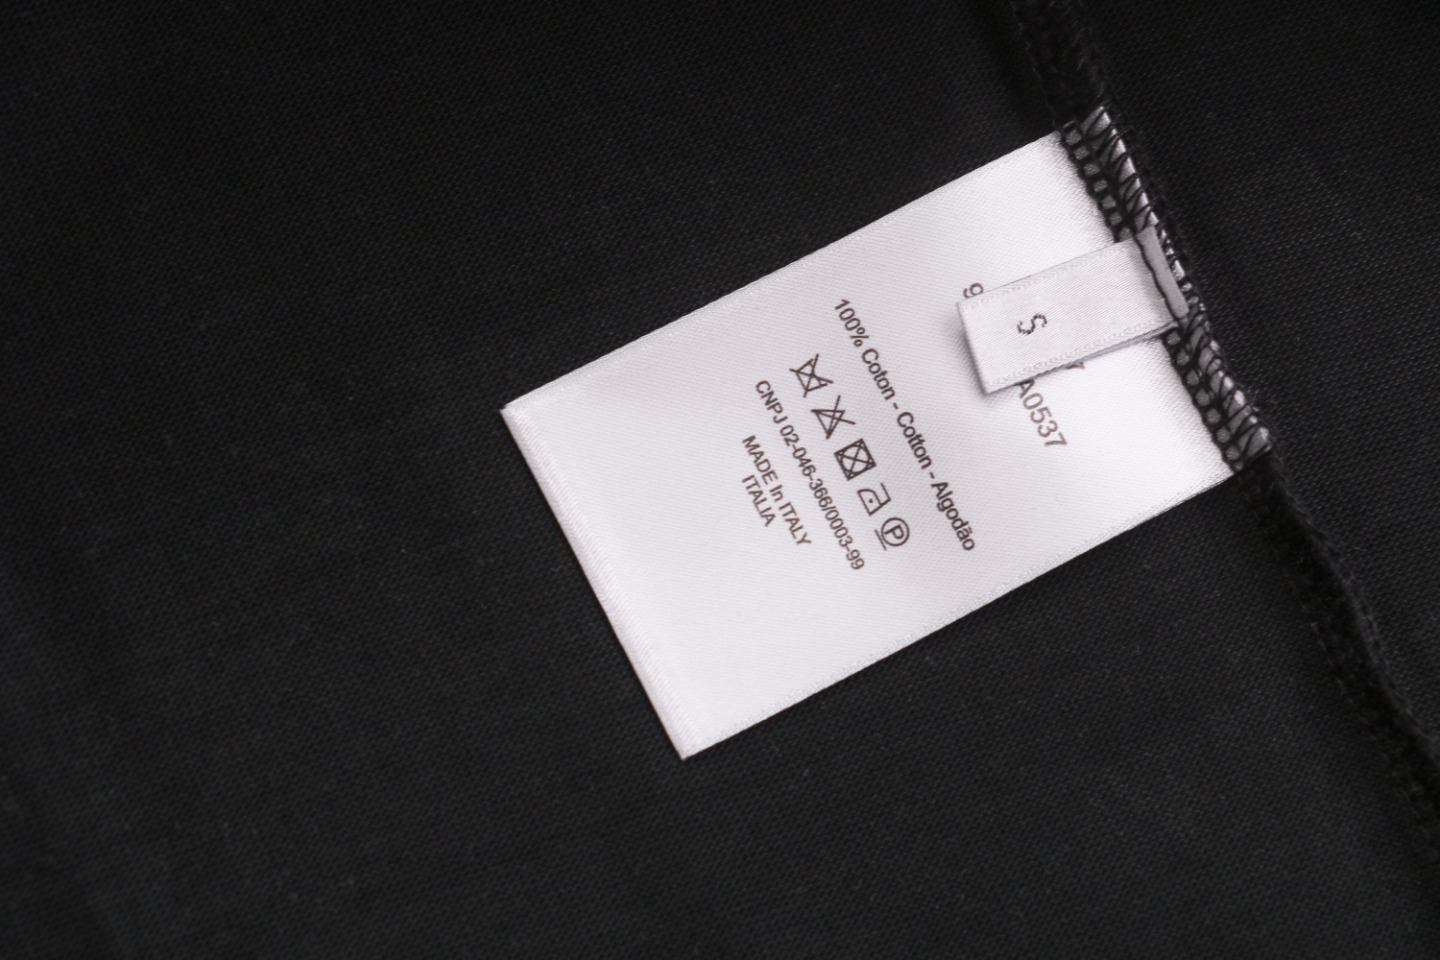 S
A0537
100% Coton - Cotton - Algodão
P
CNPJ 02-046-366/0003-99
MADE In ITALY
ITALIA